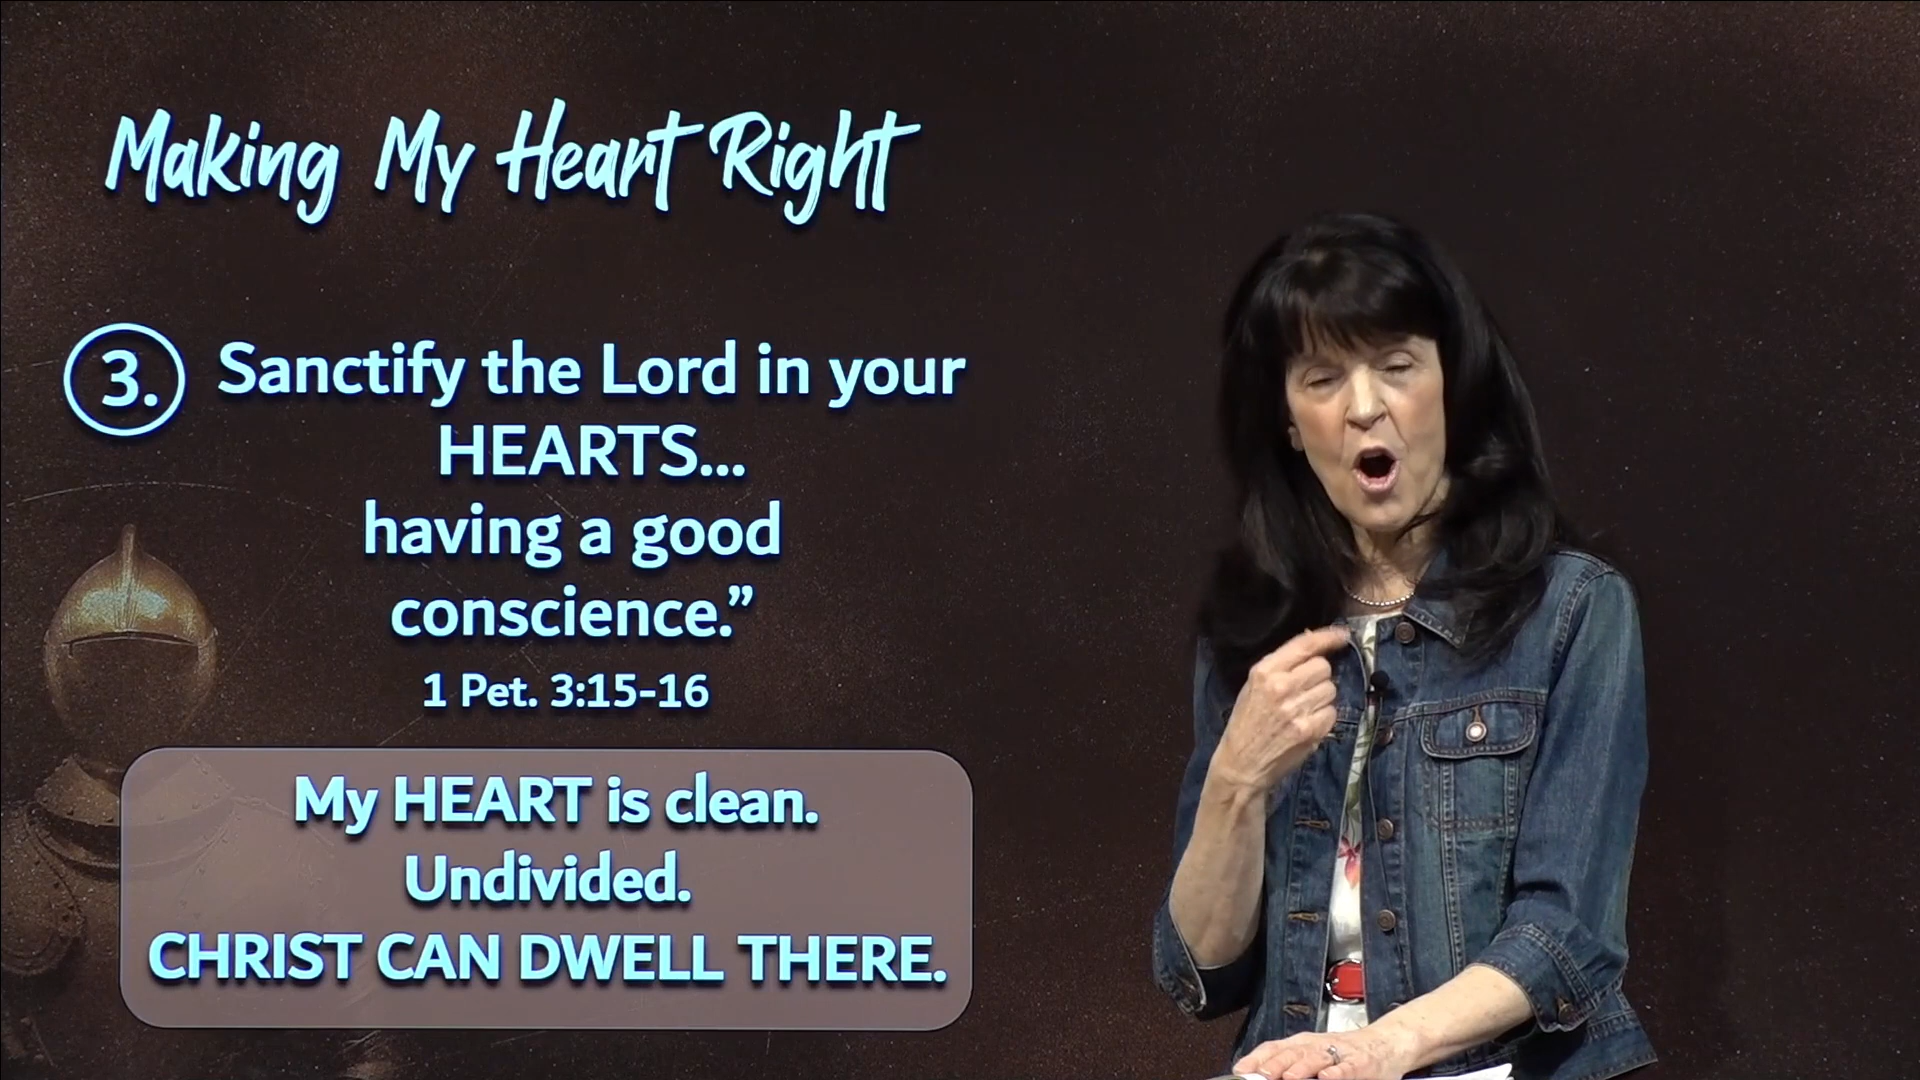 Making My Heart Right
3. Sanctify the Lord in your
HEARTS...
having a good
conscience.”
1 Pet. 3:15-16
My HEART is clean.
Undivided.
CHRIST CAN DWELL THERE.